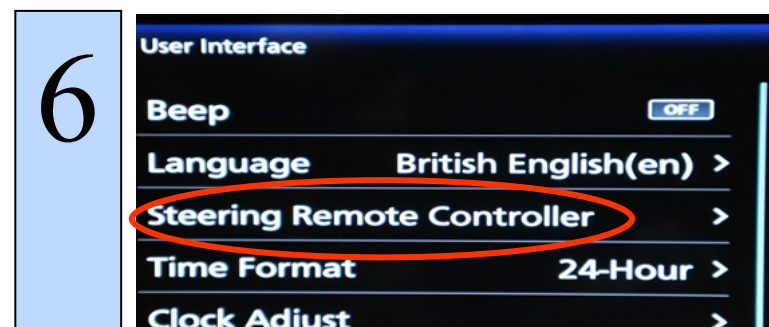 6
User Interface
Beep OFF
Language British English(en) >
Steering Remote Controller >
Time Format 24-Hour >
Clock Adjust >